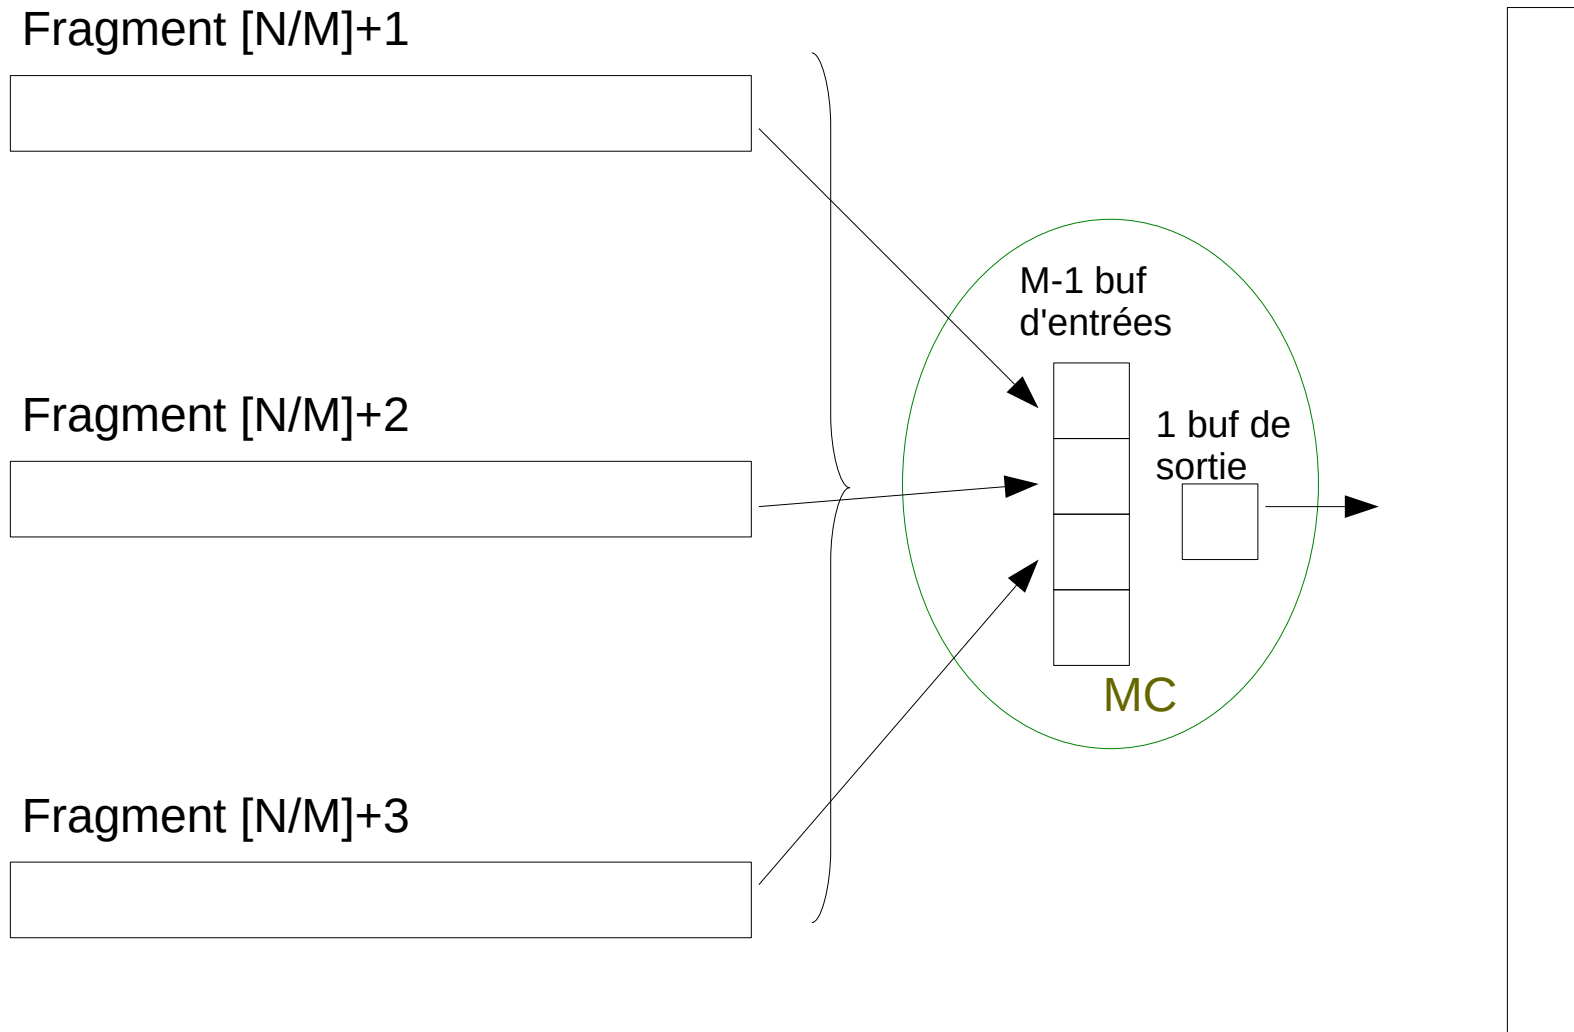 Fragment [N/M]+1
M-1 buf
d'entrées
Fragment [N/M]+2
1 buf de
sortie
MC
Fragment [N/M]+3